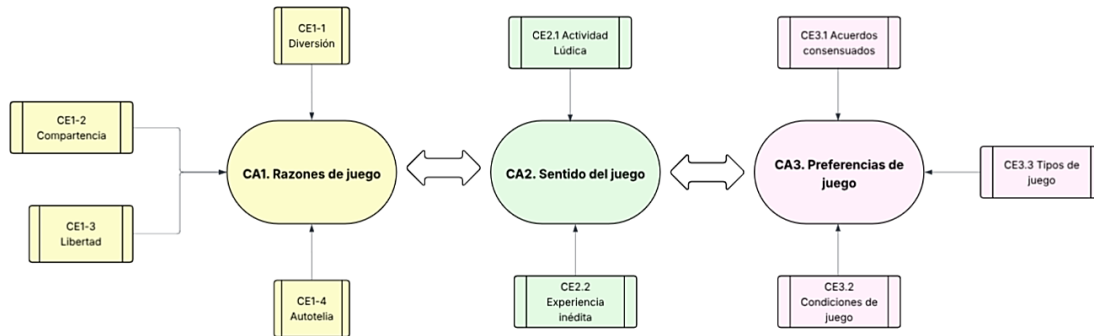 CE1-1
Diversión
CE2.1 Actividad
Lúdica
CE3.1 Acuerdos
consensuados
CE1-2
Compartencia
CA1. Razones de juego
CA2. Sentido del juego
CA3. Preferencias de
juego
CE3.3 Tipos de
juego
CE1-3
Libertad
CE1-4
Autotelia
CE2.2
Experiencia
inédita
CE3.2
Condiciones de
juego